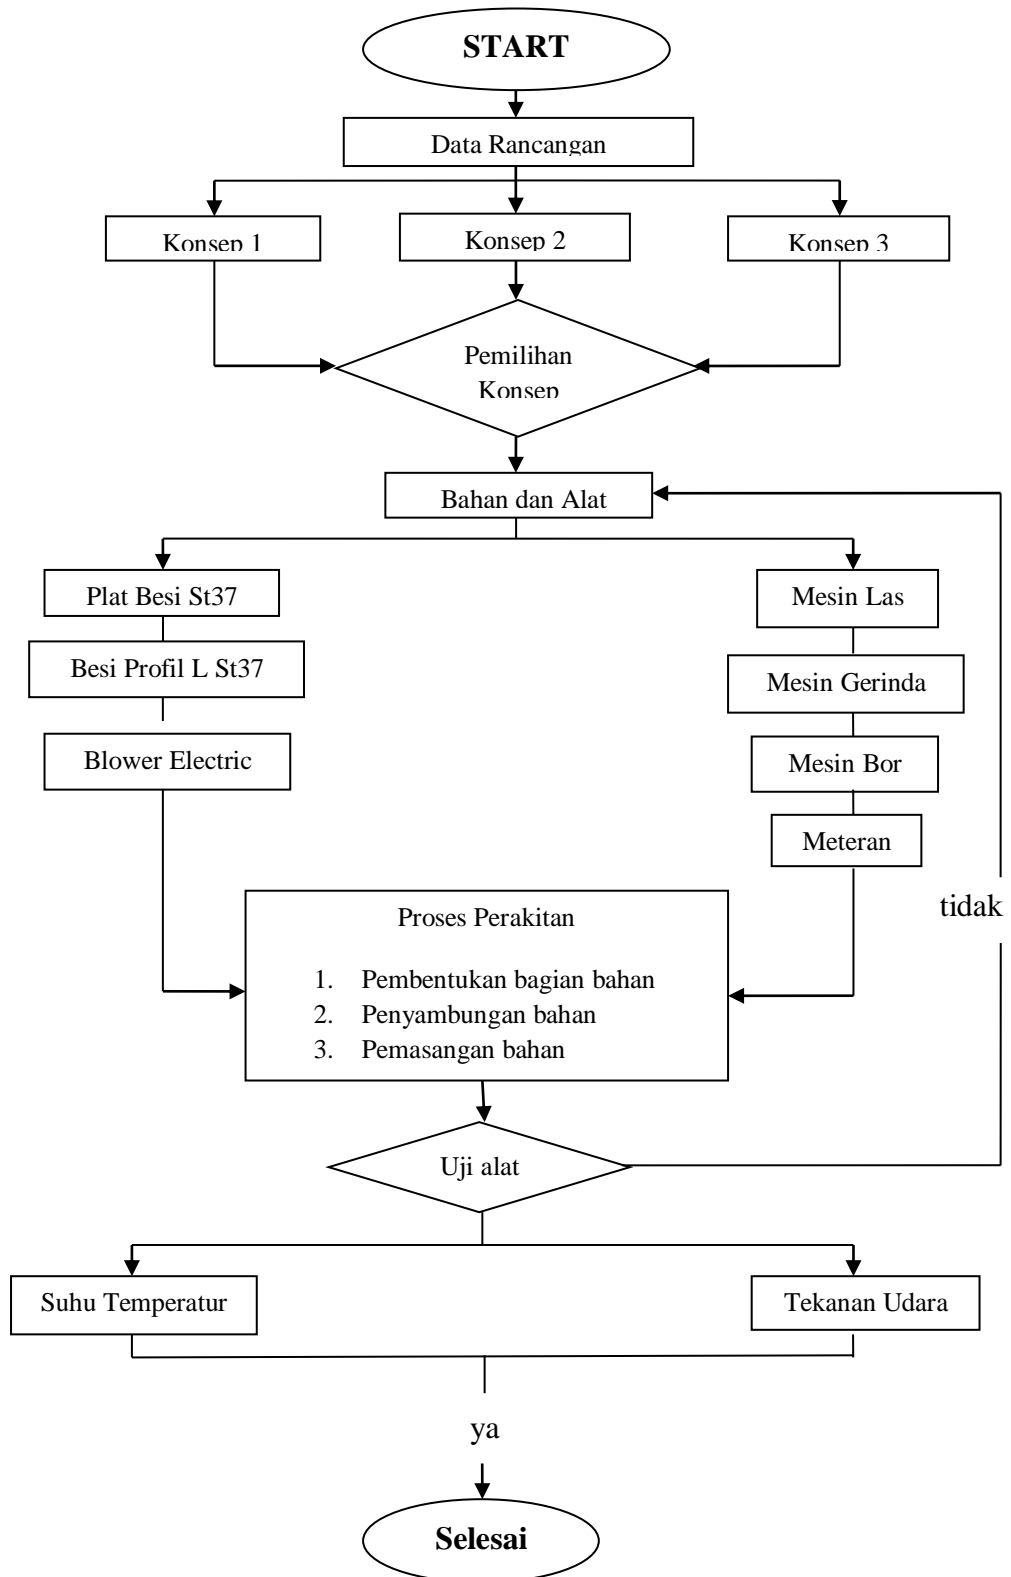 START
Data Rancangan
Konsep 1
Konsep 2
Konsep 3
Pemilihan
Konsep
Bahan dan Alat
Plat Besi St37
Mesin Las
Besi Profil L St37
Mesin Gerinda
Blower Electric
Mesin Bor
Meteran
tidak
Proses Perakitan
1. Pembentukan bagian bahan
2. Penyambungan bahan
3. Pemasangan bahan
Uji alat
Suhu Temperatur
Tekanan Udara
ya
Selesai